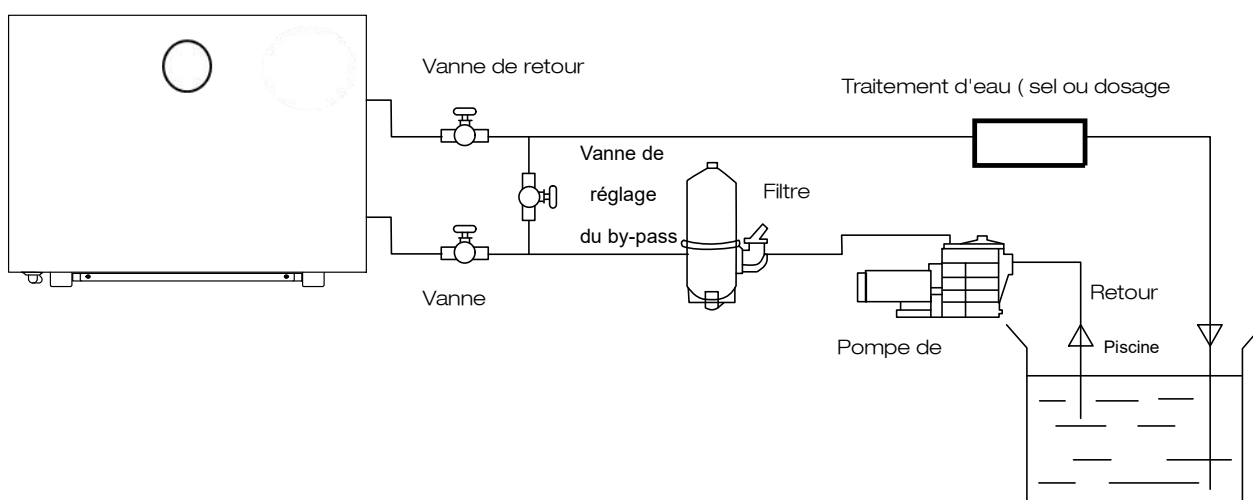 Vanne de retour
Traitement d'eau ( sel ou dosage
Vanne de
réglage
du by-pass
Filtre
Vanne
Retour
Pompe de
Piscine